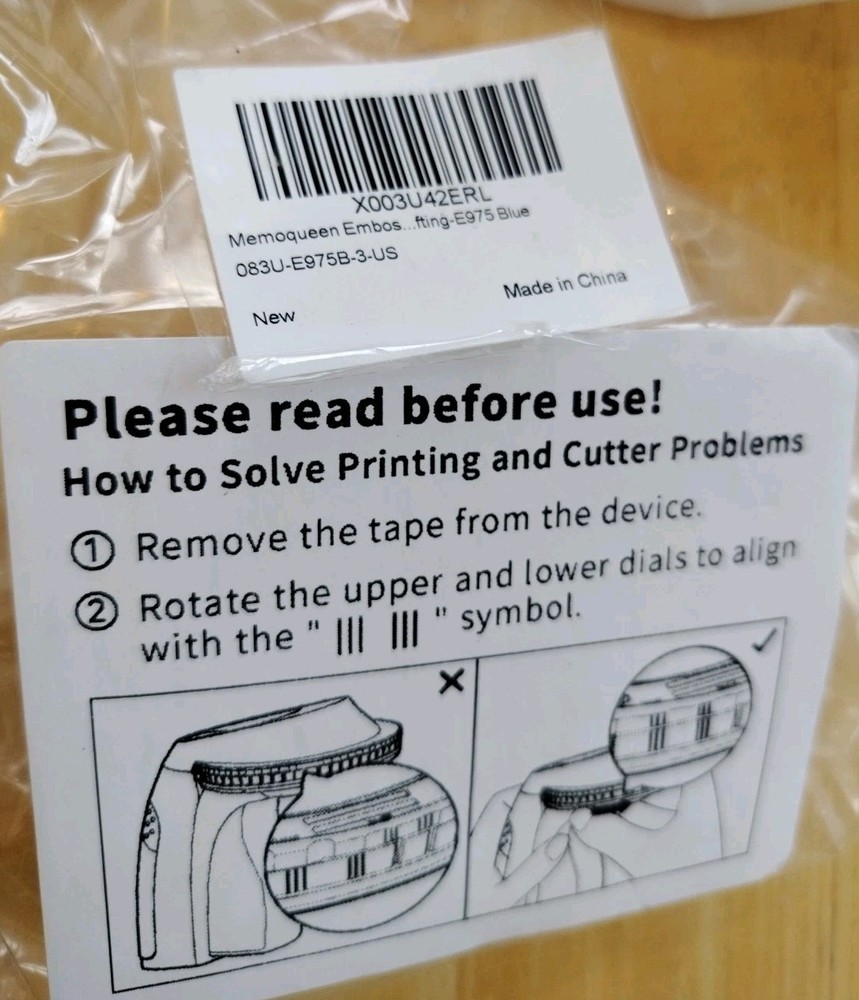 X003U42ERL
Memoqueen Embos...fting-E975 Blue
083U-E975B-3-US
New
Made in China
Please read before use!
How to Solve Printing and Cutter Problems
① Remove the tape from the device.
② Rotate the upper and lower dials to align
with the " ||| ||| " symbol.